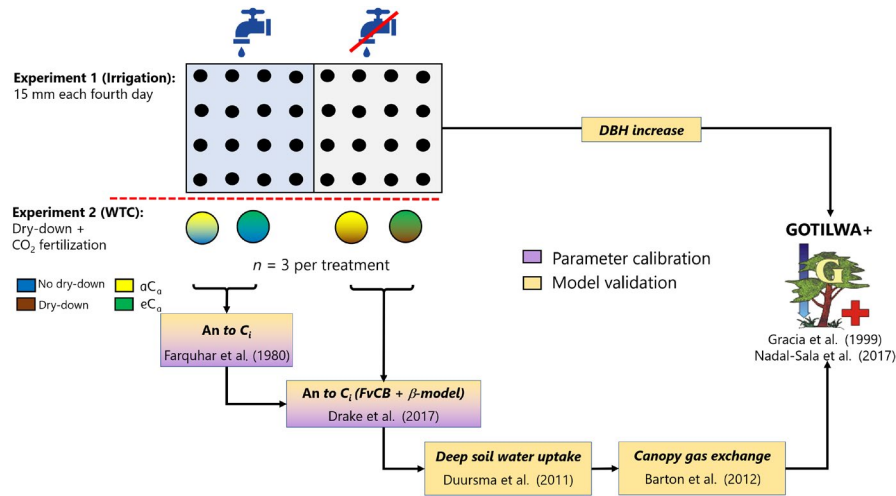 Experiment 1 (Irrigation):
15 mm each fourth day
DBH increase
Experiment 2 (WTC):
Dry-down +
CO₂ fertilization
n = 3 per treatment
No dry-down
aCₐ
Dry-down
eCₐ
Parameter calibration
Model validation
GOTILWA+
G
Gracia et al. (1999)
Nadal-Sala et al. (2017)
An to Cᵢ
Farquhar et al. (1980)
An to Cᵢ (FvCB + β-model)
Drake et al. (2017)
Deep soil water uptake
Duursma et al. (2011)
Canopy gas exchange
Barton et al. (2012)